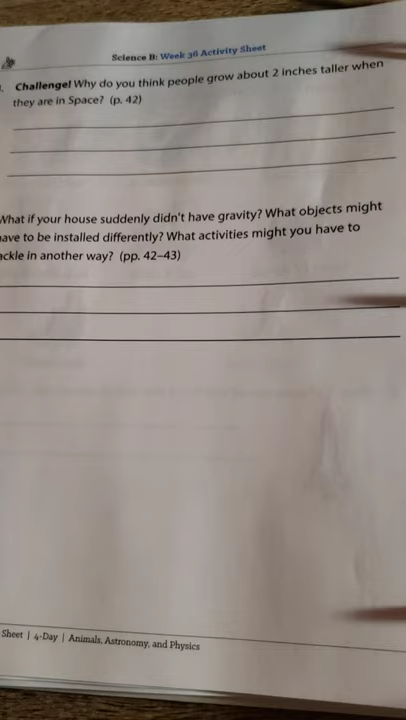 Science B: Week 36 Activity Sheet
Challenge! Why do you think people grow about 2 inches taller when
they are in Space? (p. 42)
What if your house suddenly didn't have gravity? What objects might
have to be installed differently? What activities might you have to
ackle in another way? (pp. 42–43)
Sheet | 4-Day | Animals, Astronomy, and Physics